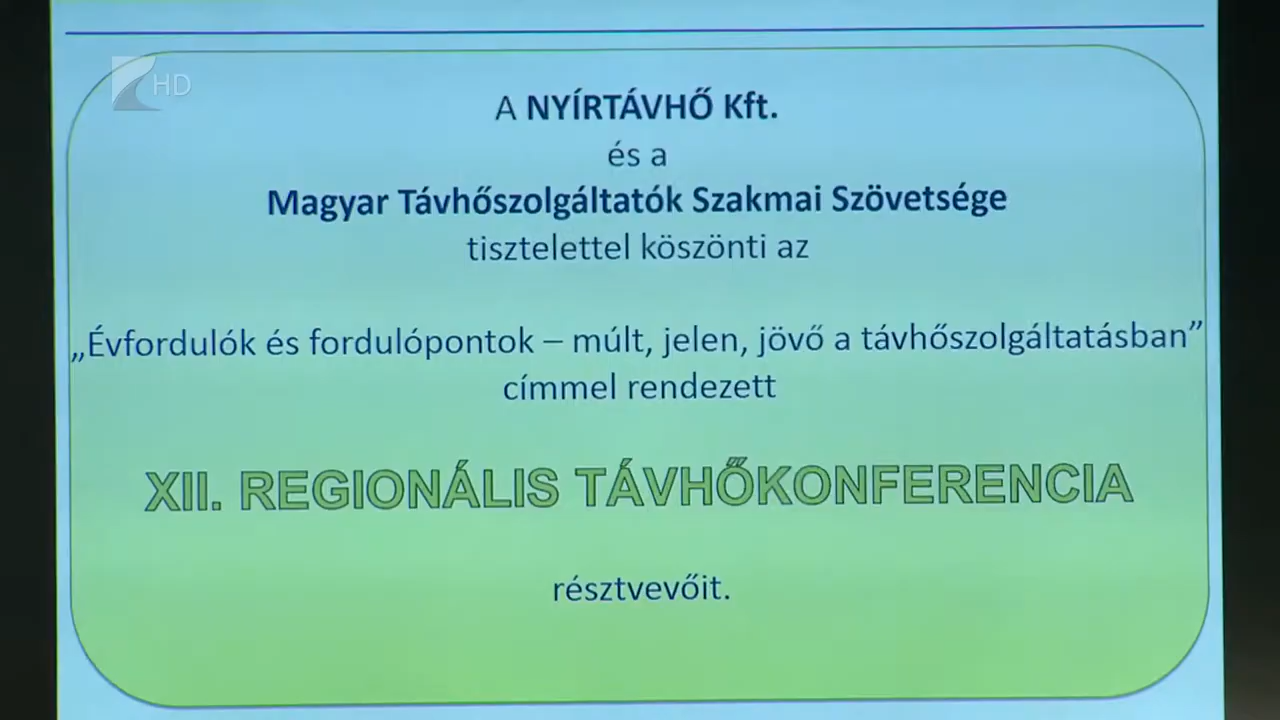 HD
A NYÍRTÁVHŐ Kft.
és a
Magyar Távhőszolgáltatók Szakmai Szövetsége
tisztelettel köszönti az
„Évfordulók és fordulópontok – múlt, jelen, jövő a távhőszolgáltatásban”
címmel rendezett
XII. REGIONÁLIS TÁVHŐKONFERENCIA
résztvevőit.